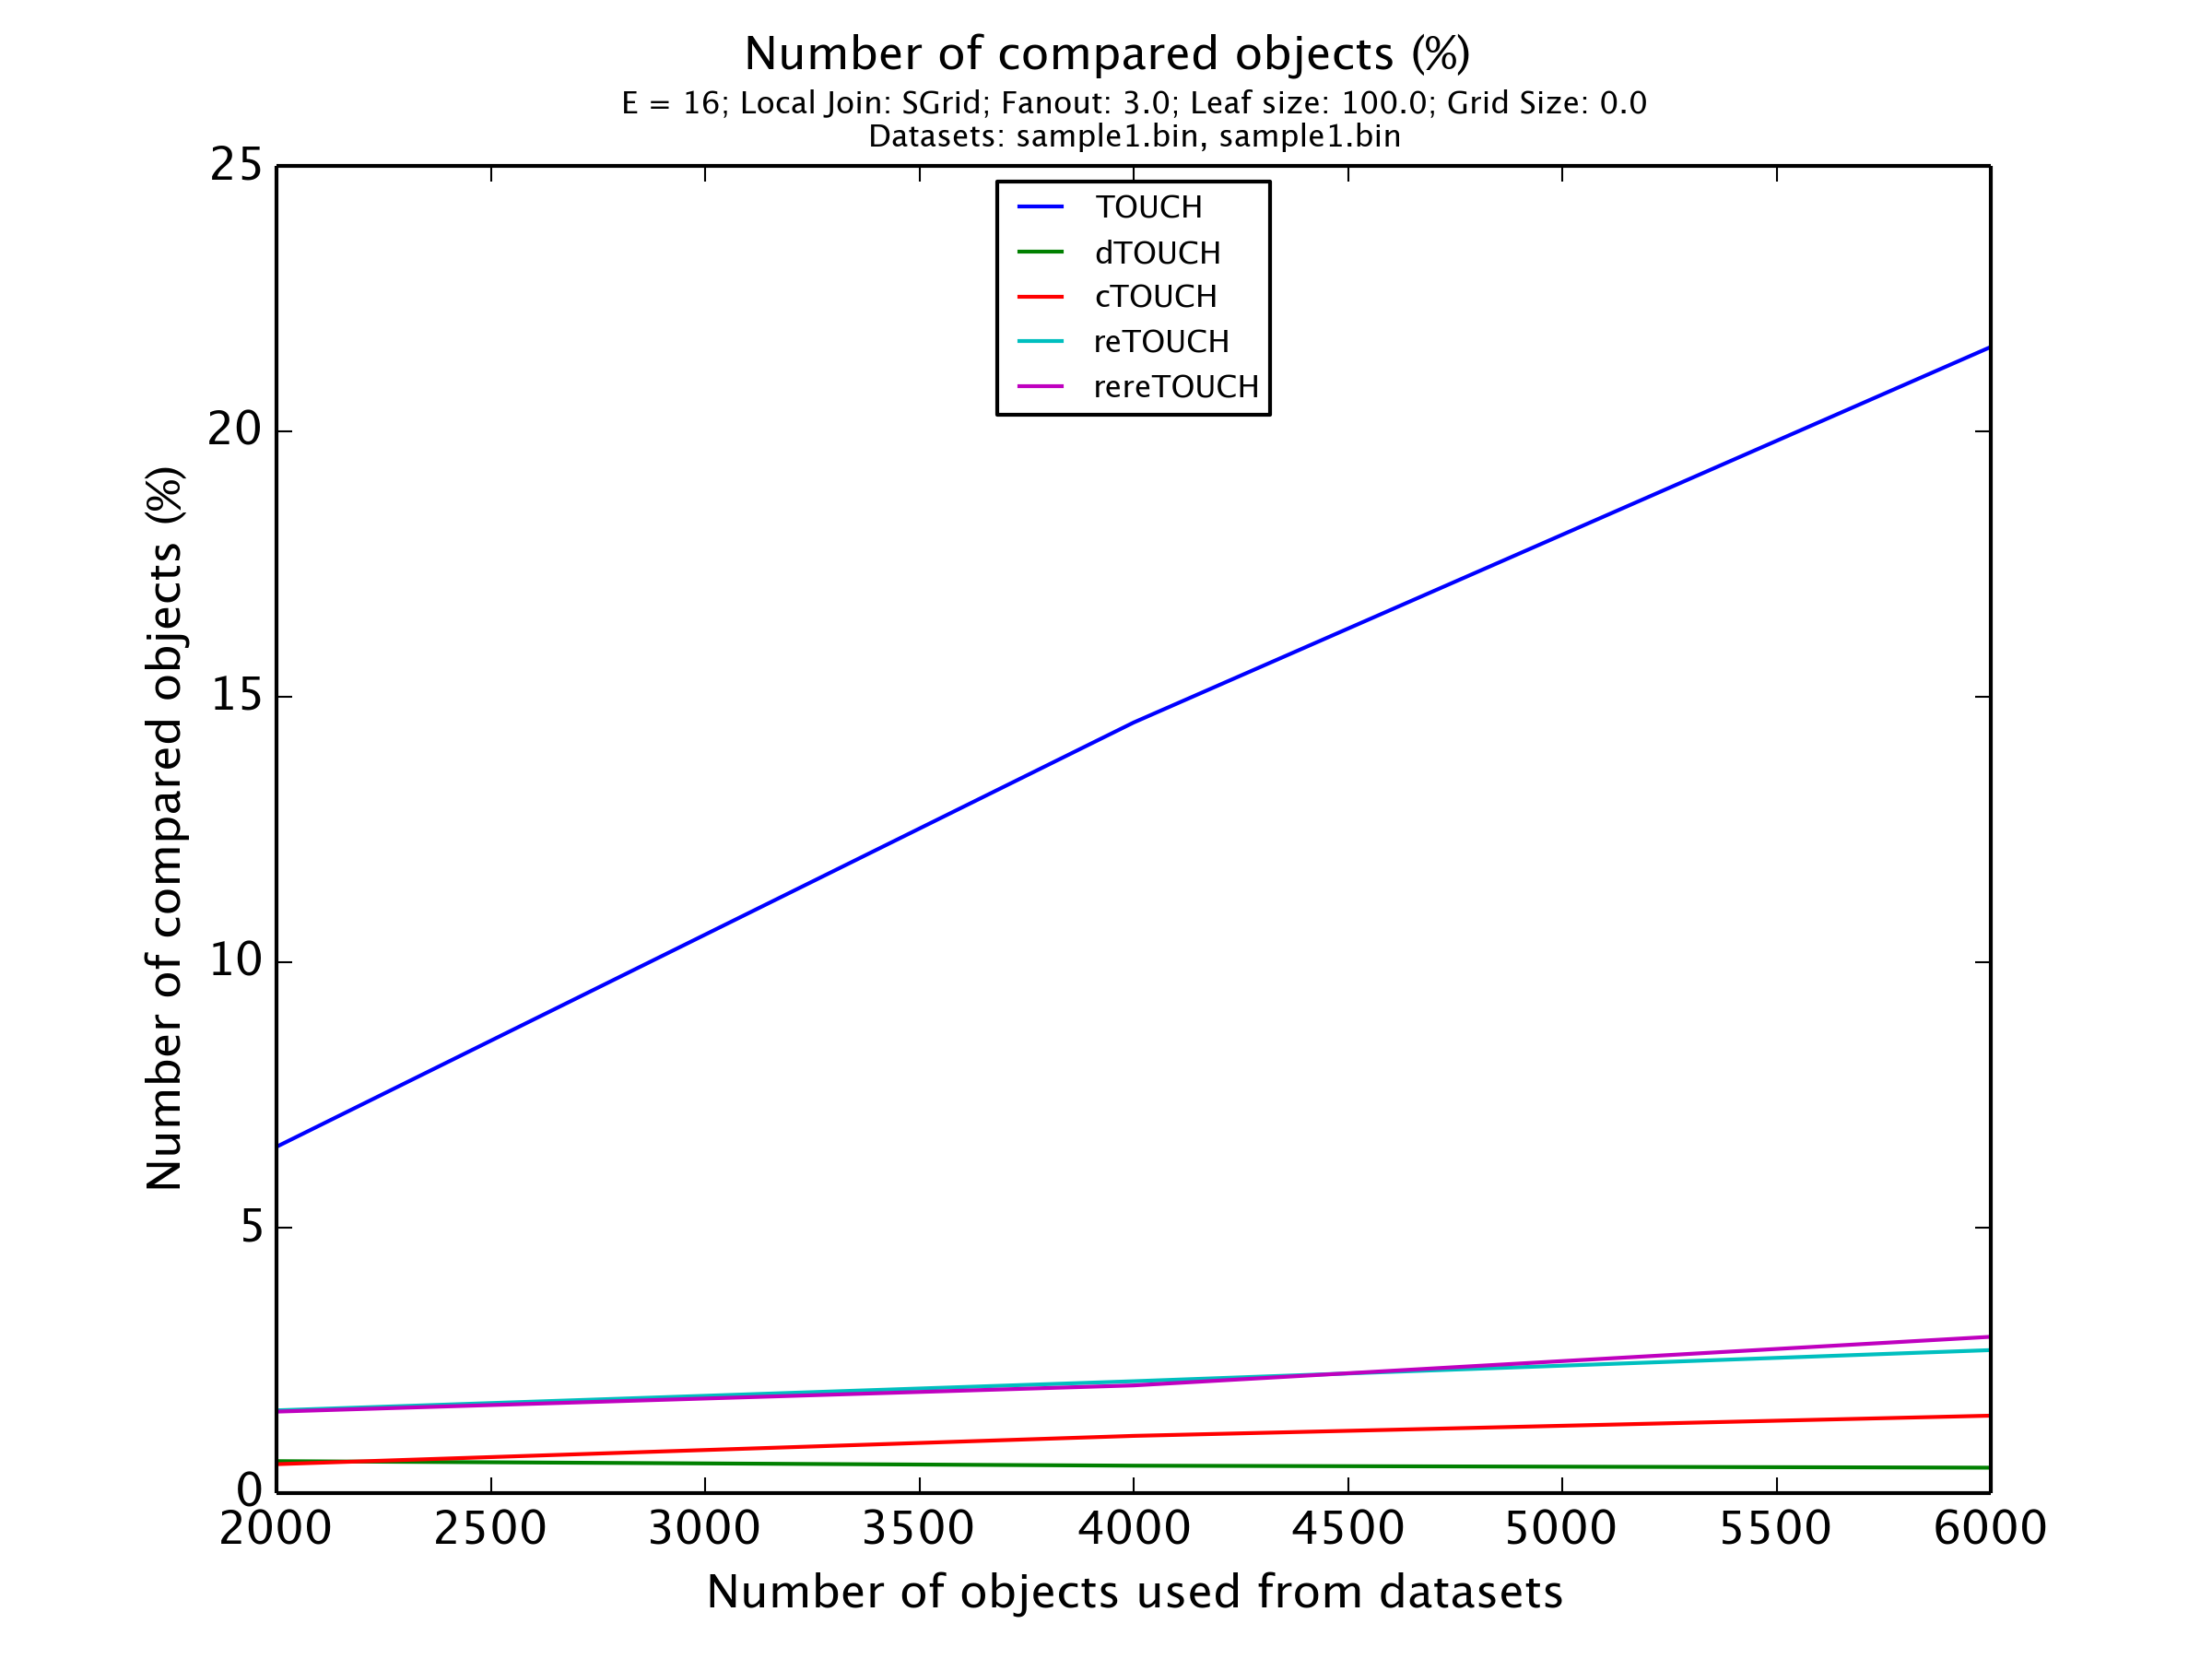 Number of compared objects (%)
E = 16; Local Join: SGrid; Fanout: 3.0; Leaf size: 100.0; Grid Size: 0.0
Datasets: sample1.bin, sample1.bin
TOUCH
dTOUCH
cTOUCH
reTOUCH
rereTOUCH
Number of compared objects (%)
25
20
15
10
5
0
2000 2500 3000 3500 4000 4500 5000 5500 6000
Number of objects used from datasets